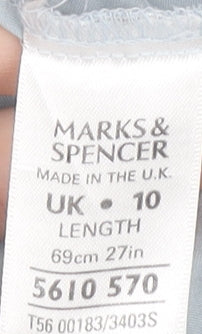 MARKS &
SPENCER
MADE IN THE U.K.
UK • 10
LENGTH
69cm 27in
5610 570
T56 00183/3403S